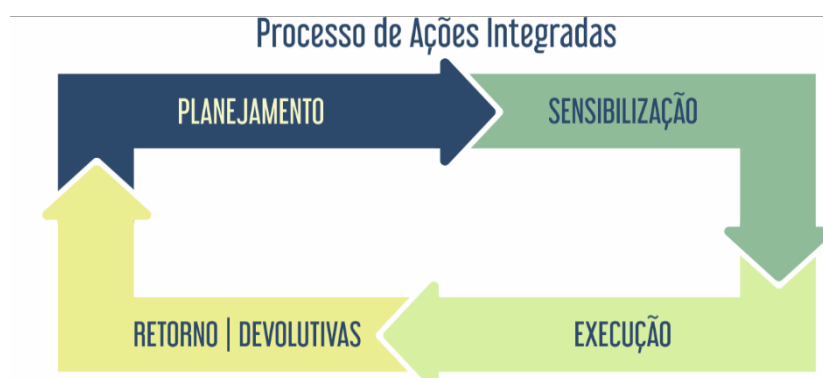 Processo de Ações Integradas
PLANEJAMENTO
SENSIBILIZAÇÃO
RETORNO | DEVOLUTIVAS
EXECUÇÃO